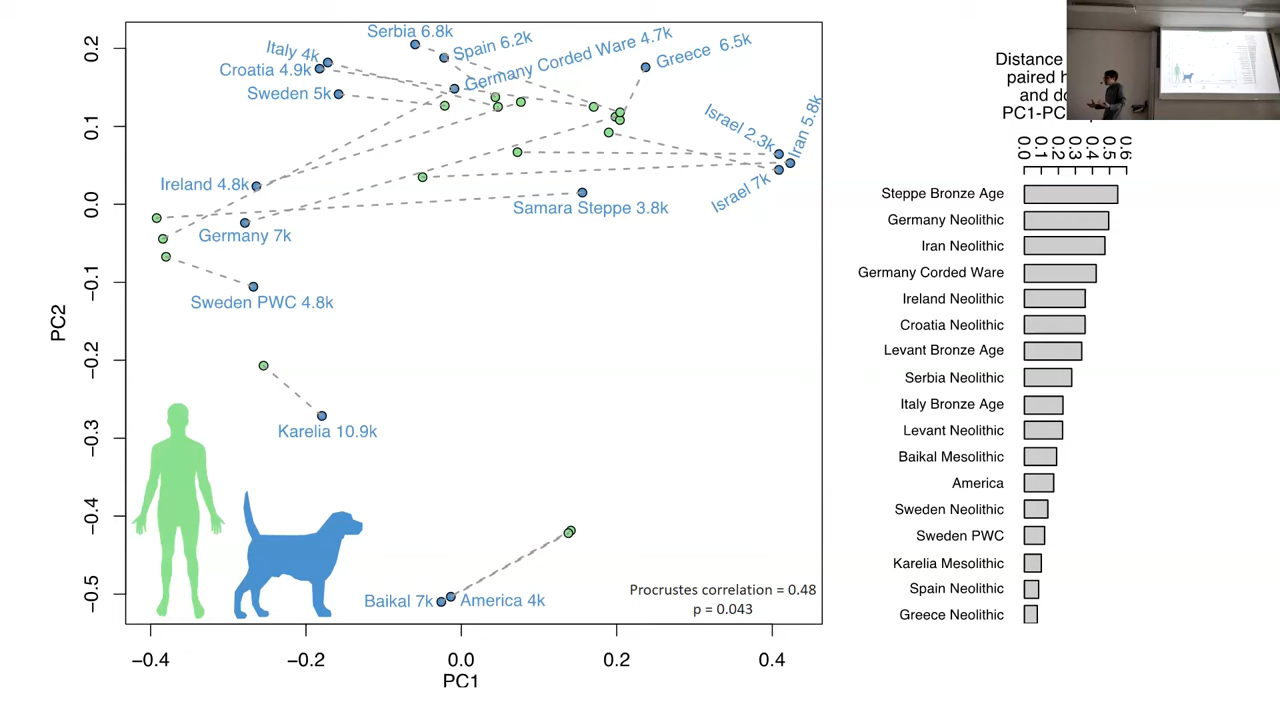 Serbia 6.8k
Italy 4k
Spain 6.2k
Germany Corded Ware 4.7k
Greece 6.5k
Croatia 4.9k
Sweden 5k
Israel 2.3k
Iran 5.8k
Israel 7k
Ireland 4.8k
Samara Steppe 3.8k
Germany 7k
Sweden PWC 4.8k
Karelia 10.9k
Baikal 7k
America 4k
Procrustes correlation = 0.48
p = 0.043
PC2
0.2
0.1
0.0
−0.1
−0.2
−0.3
−0.4
−0.5
−0.4 −0.2 0.0 0.2 0.4
PC1
Distance
paired
and
PC1-PC
0.0 0.1 0.2 0.3 0.4 0.5 0.6
Steppe Bronze Age
Germany Neolithic
Iran Neolithic
Germany Corded Ware
Ireland Neolithic
Croatia Neolithic
Levant Bronze Age
Serbia Neolithic
Italy Bronze Age
Levant Neolithic
Baikal Mesolithic
America
Sweden Neolithic
Sweden PWC
Karelia Mesolithic
Spain Neolithic
Greece Neolithic